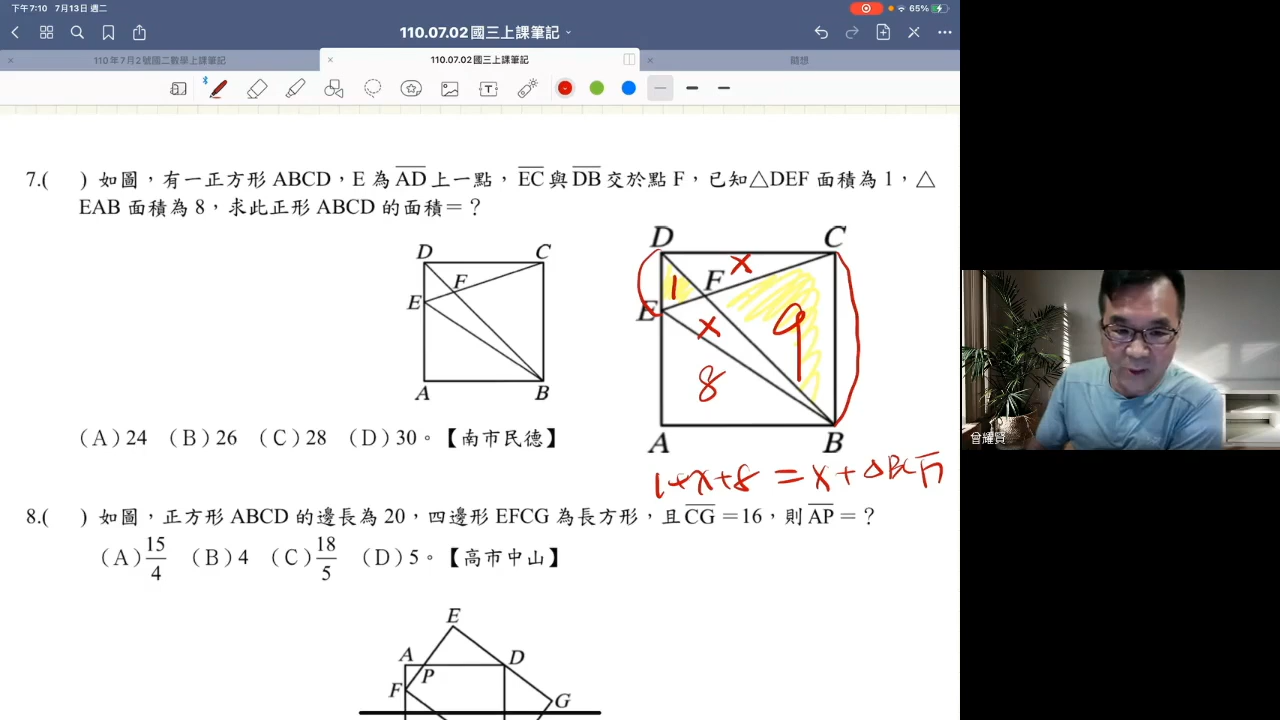 下午7:10 7月13日 週二
65%
110.07.02國三上課筆記
110年7月2號國二數學上課筆記
110.07.02國三上課筆記
隨想
7.( ) 如圖，有一正方形 ABCD，E 為 AD 上一點，EC 與 DB 交於點 F，已知△DEF 面積為 1，△
EAB 面積為 8，求此正形 ABCD 的面積＝？
D C
F
E
A B
D C
x
F
1
E
x
9
8
A B
（A）24 （B）26 （C）28 （D）30。【南市民德】
1+x+8 = x+△BCF
8.( ) 如圖，正方形 ABCD 的邊長為 20，四邊形 EFCG 為長方形，且 CG＝16，則 AP＝？
（A）15/4 （B）4 （C）18/5 （D）5。【高市中山】
E
A D
P
F G
曾耀賢